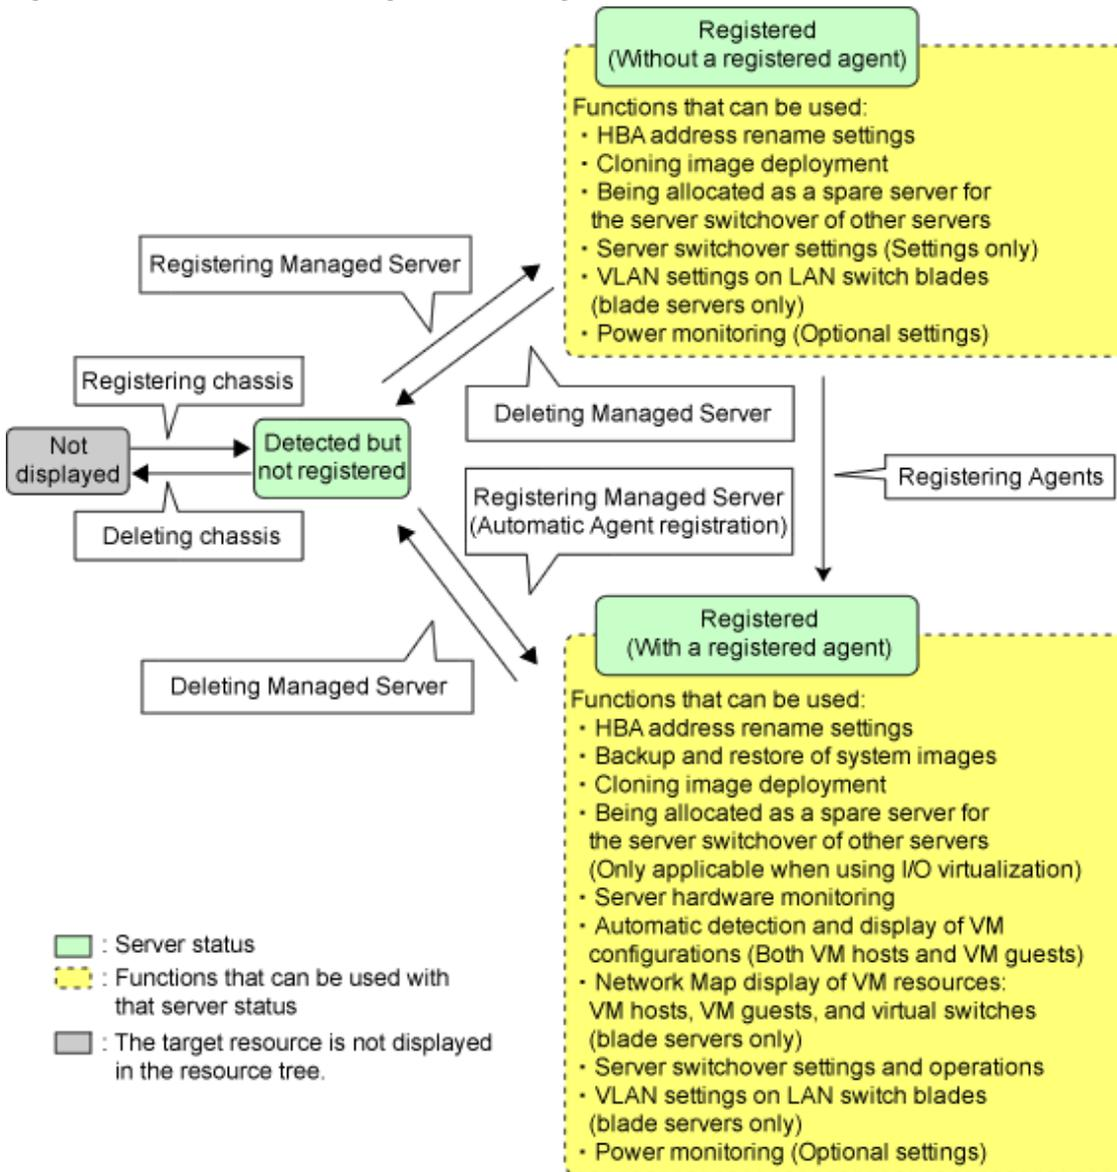 Registered
(Without a registered agent)
Functions that can be used:
・HBA address rename settings
・Cloning image deployment
・Being allocated as a spare server for
the server switchover of other servers
・Server switchover settings (Settings only)
・VLAN settings on LAN switch blades
(blade servers only)
・Power monitoring (Optional settings)
Registering Managed Server
Registering chassis
Deleting Managed Server
Not
displayed
Detected but
not registered
Registering Agents
Registering Managed Server
(Automatic Agent registration)
Deleting chassis
Deleting Managed Server
Registered
(With a registered agent)
Functions that can be used:
・HBA address rename settings
・Backup and restore of system images
・Cloning image deployment
・Being allocated as a spare server for
the server switchover of other servers
(Only applicable when using I/O virtualization)
・Server hardware monitoring
・Automatic detection and display of VM
configurations (Both VM hosts and VM guests)
・Network Map display of VM resources:
VM hosts, VM guests, and virtual switches
(blade servers only)
・Server switchover settings and operations
・VLAN settings on LAN switch blades
(blade servers only)
・Power monitoring (Optional settings)
: Server status
: Functions that can be used with
that server status
: The target resource is not displayed
in the resource tree.